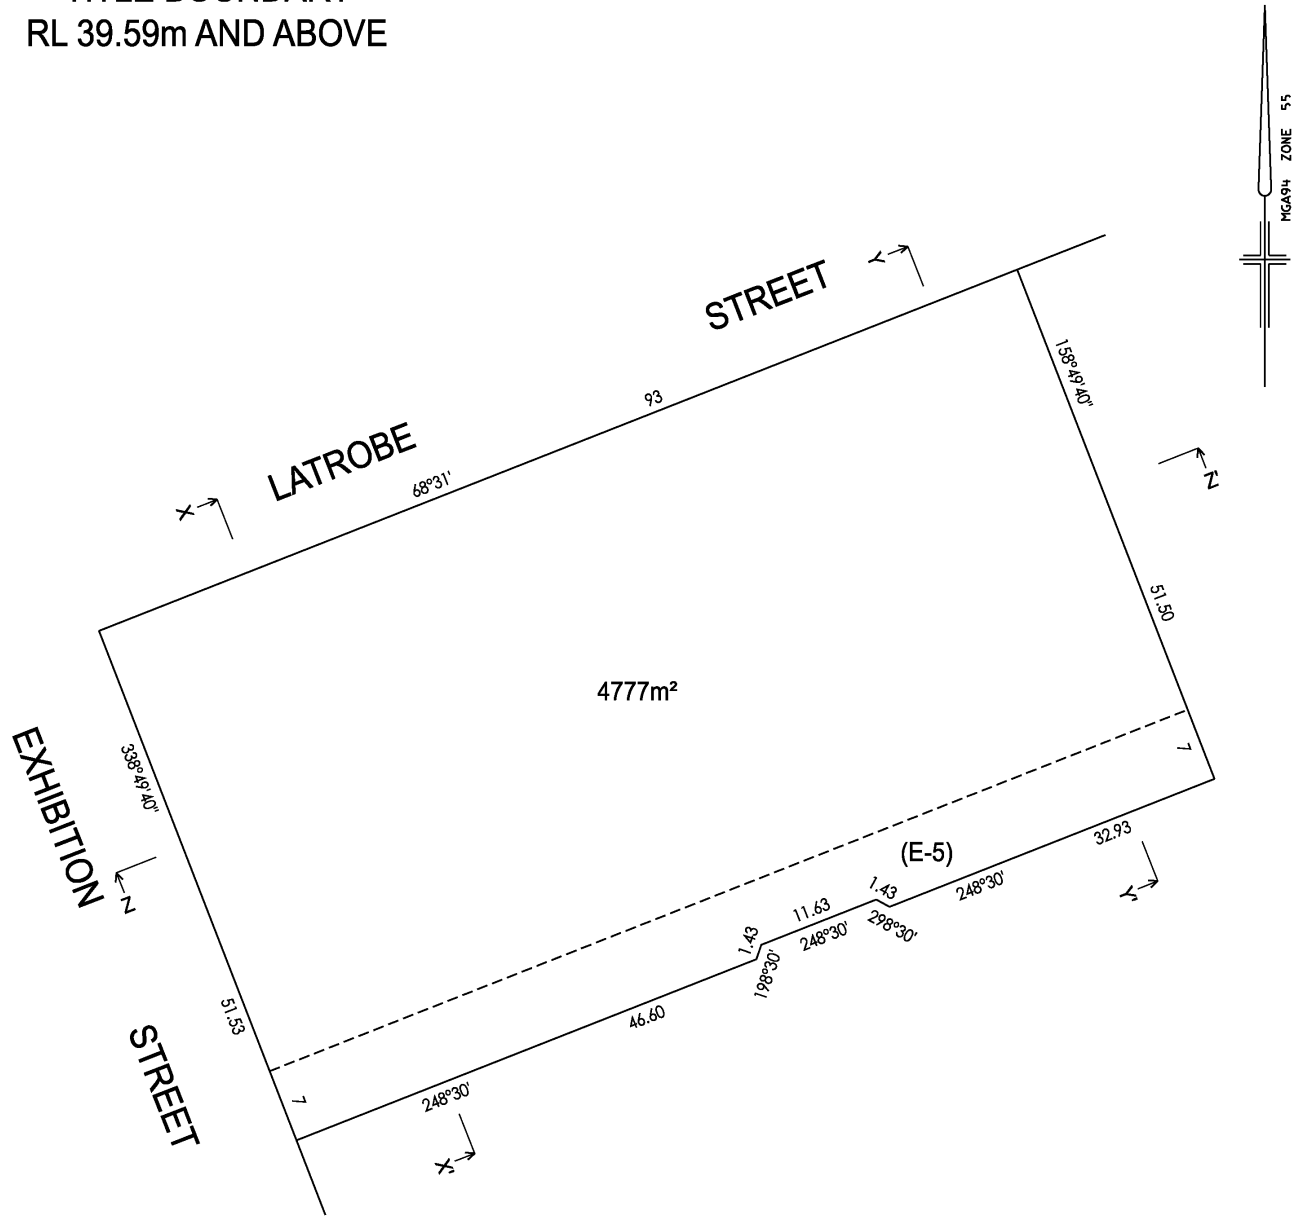 TITLE BOUNDARY
RL 39.59m AND ABOVE
MGA94 ZONE 55
Y
STREET
93
158°49'40"
LATROBE
68°31'
X
Z'
51.50
4777m²
EXHIBITION
338°49'40"
7
Z
(E-5)
32.93
1.43
248°30'
Y'
11.63
298°30'
248°30'
1.43
198°30'
51.53
46.60
STREET
7
248°30'
X'